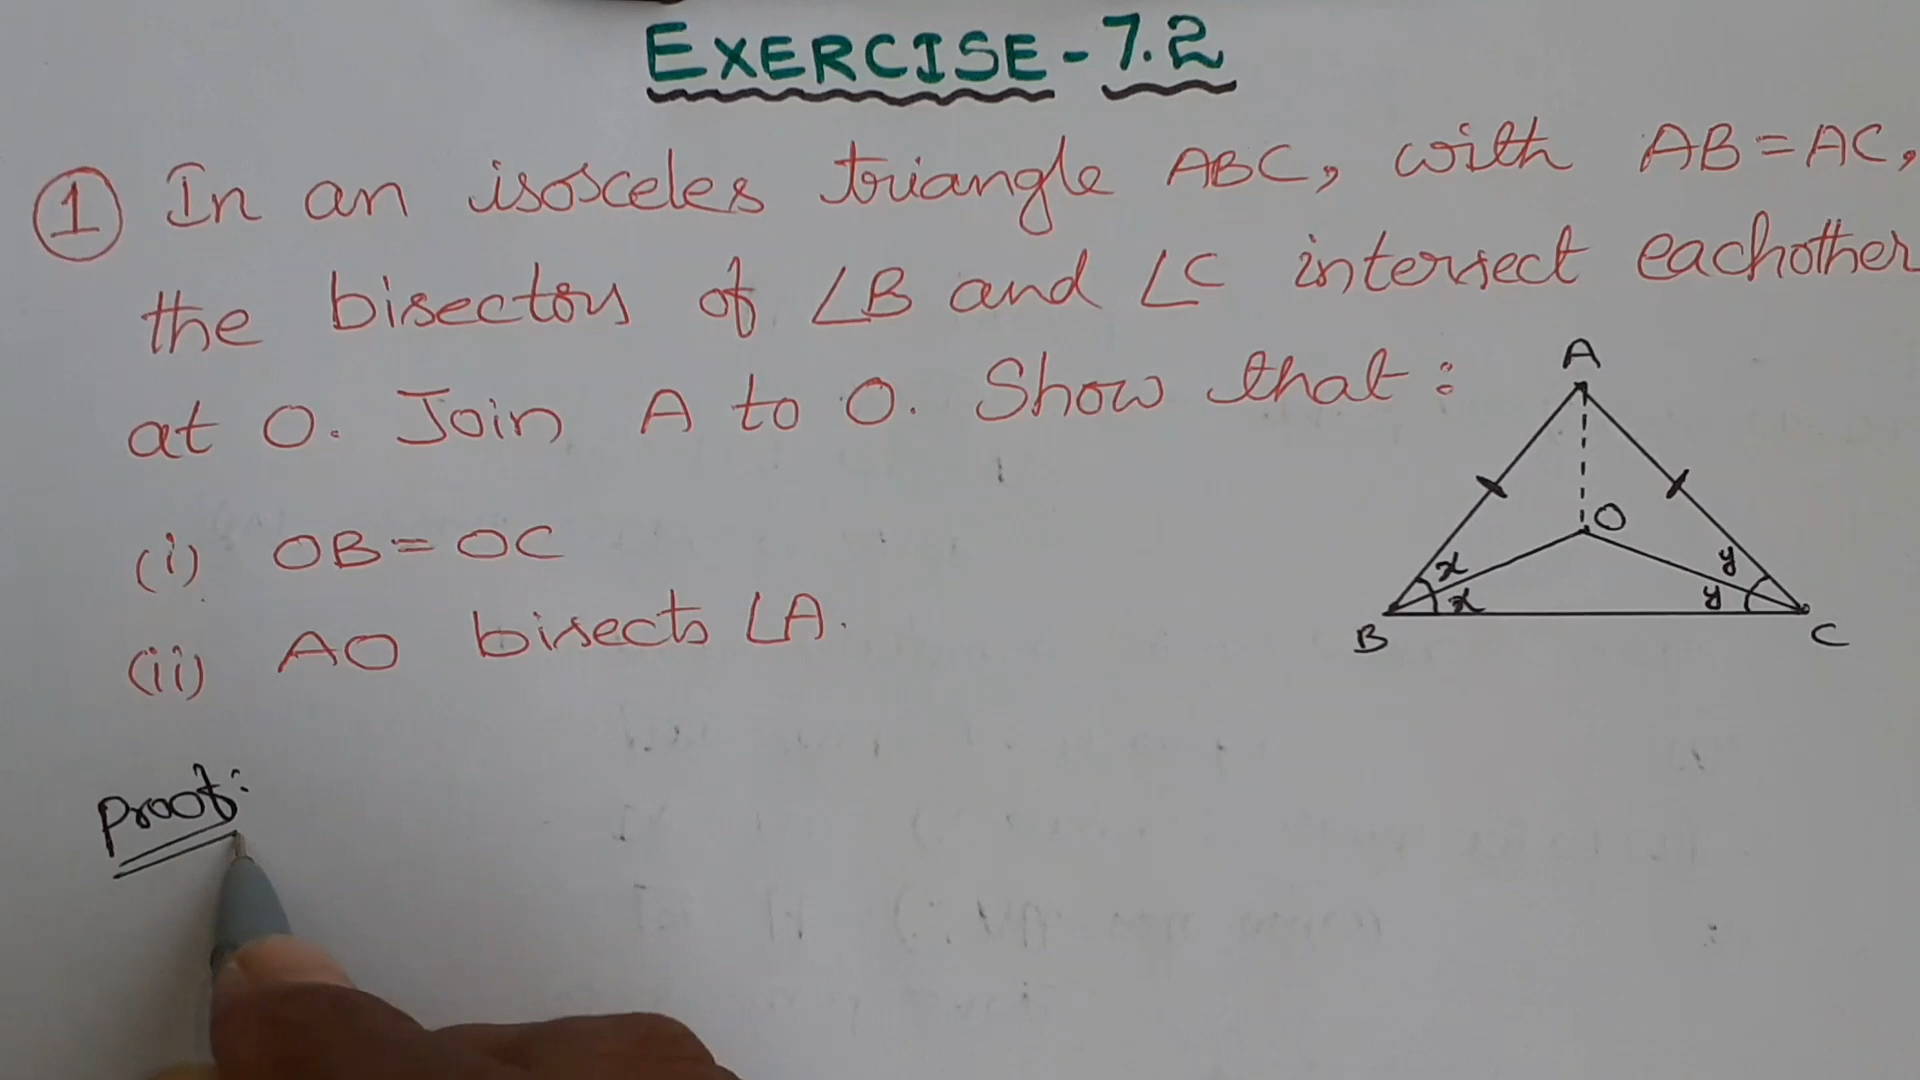 EXERCISE-7.2
① In an isosceles triangle ABC, with AB=AC,
the bisectors of ∠B and ∠C intersect eachother
at O. Join A to O. Show that:
(i) OB=OC
(ii) AO bisects ∠A.
A
O
x
y
x
y
B
C
Proof: